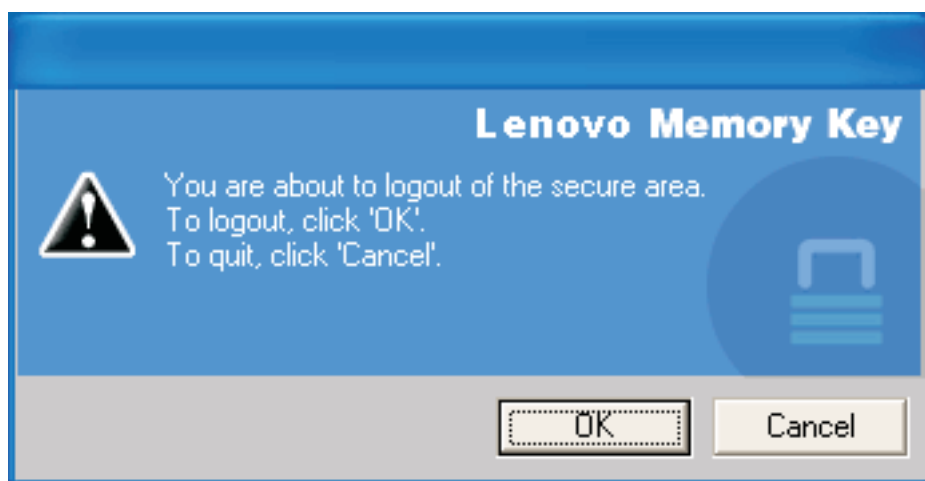 Lenovo Memory Key
You are about to logout of the secure area.
To logout, click 'OK'.
To quit, click 'Cancel'.
OK
Cancel